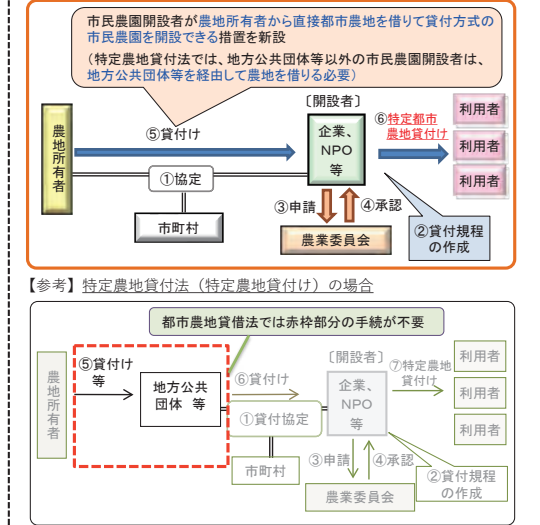 市民農園開設者が農地所有者から直接都市農地を借りて貸付方式の
市民農園を開設できる措置を新設
（特定農地貸付法では、地方公共団体等以外の市民農園開設者は、
地方公共団体等を経由して農地を借りる必要）
農地所有者
⑤貸付け
〔開設者〕
企業、
NPO
等
⑥特定都市
農地貸付け
利用者
利用者
利用者
①協定
市町村
③申請
④承認
農業委員会
②貸付規程
の作成
【参考】特定農地貸付法（特定農地貸付け）の場合
都市農地貸借法では赤枠部分の手続が不要
農地所有者
⑤貸付け
等
地方公共
団体 等
⑥貸付け
〔開設者〕
企業、
NPO
等
⑦特定農地
貸付け
利用者
利用者
利用者
①貸付協定
市町村
③申請
④承認
農業委員会
②貸付規程
の作成